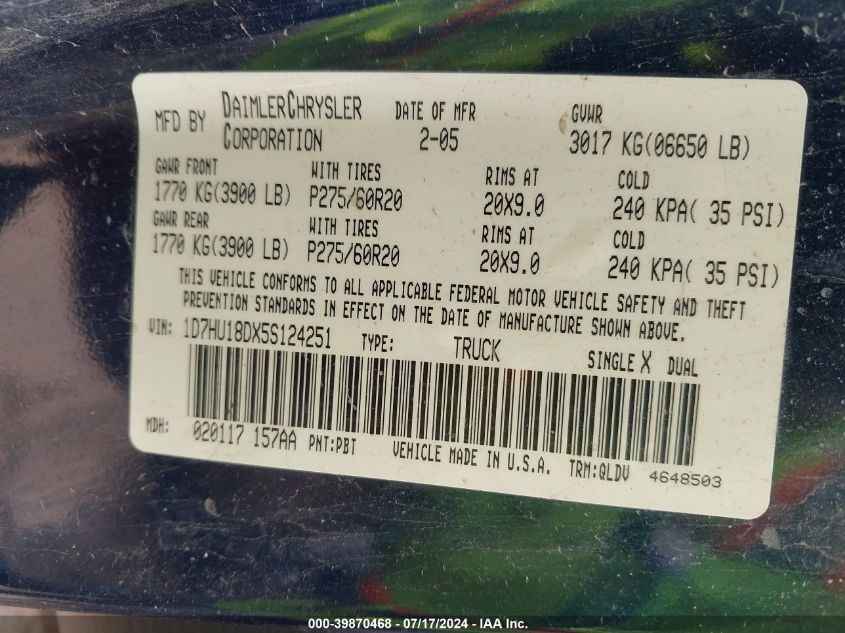 MFD BY DAIMLERCHRYSLER CORPORATION DATE OF MFR 2-05 GVWR 3017 KG(06650 LB)
GAWR FRONT WITH TIRES RIMS AT COLD
1770 KG(3900 LB) P275/60R20 20X9.0 240 KPA( 35 PSI)
GAWR REAR WITH TIRES RIMS AT COLD
1770 KG(3900 LB) P275/60R20 20X9.0 240 KPA( 35 PSI)
THIS VEHICLE CONFORMS TO ALL APPLICABLE FEDERAL MOTOR VEHICLE SAFETY AND THEFT
PREVENTION STANDARDS IN EFFECT ON THE DATE OF MANUFACTURE SHOWN ABOVE.
VIN: 1D7HU18DX5S124251 TYPE: TRUCK SINGLE X DUAL
MDH: 020117 157AA PNT:PBT VEHICLE MADE IN U.S.A. TRM:QLDV 4648503
000-39870468 - 07/17/2024 - IAA Inc.